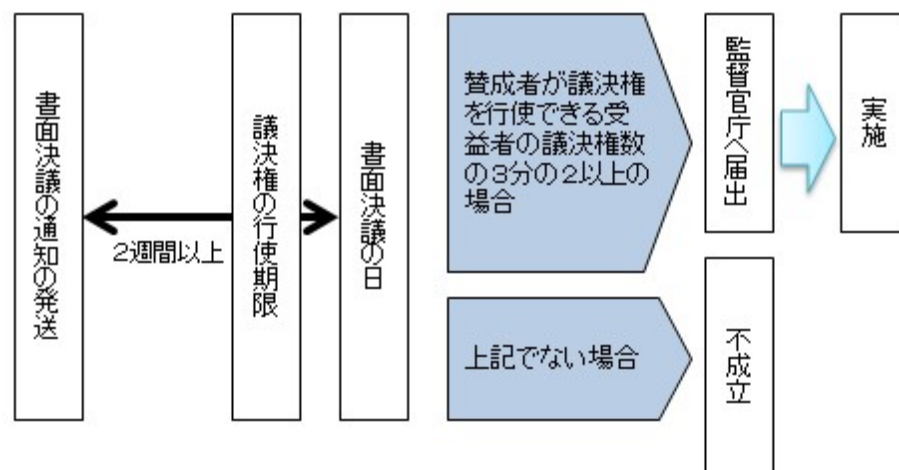 書面決議の通知の発送
2週間以上
議決権の行使期限
書面決議の日
賛成者が議決権
を行使できる受
益者の議決権数
の3分の2以上の
場合
監督官庁へ届出
実施
上記でない場合
不成立